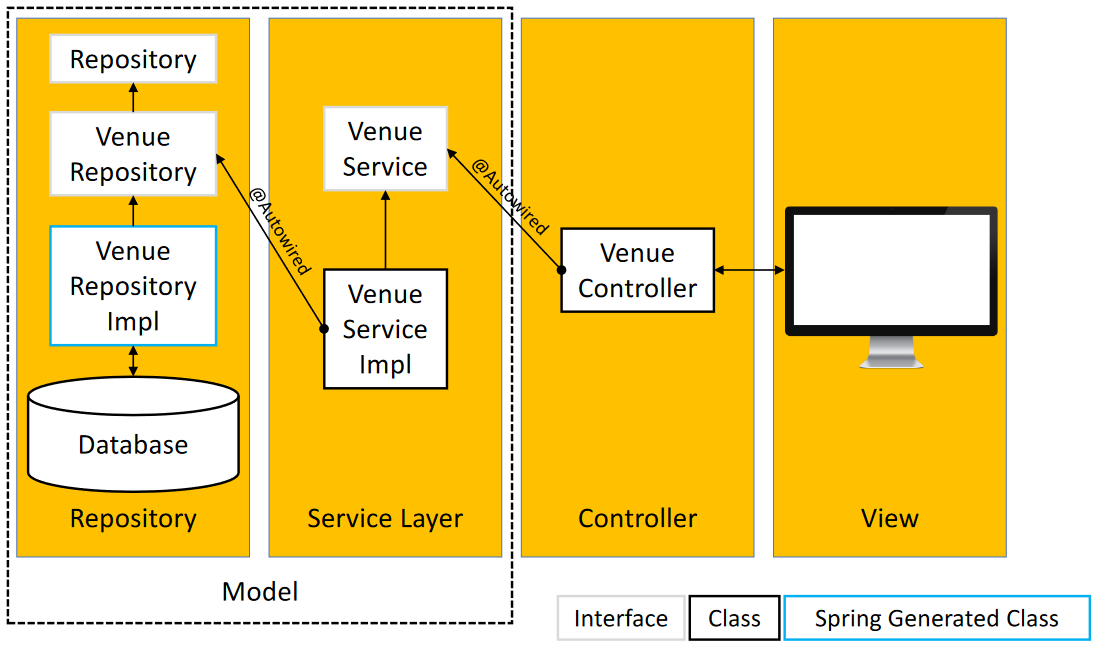 Repository
Venue
Repository
Venue
Repository
Impl
Database
Repository
@Autowired
Venue
Service
Venue
Service
Impl
Service Layer
@Autowired
Venue
Controller
Controller
View
Model
Interface
Class
Spring Generated Class